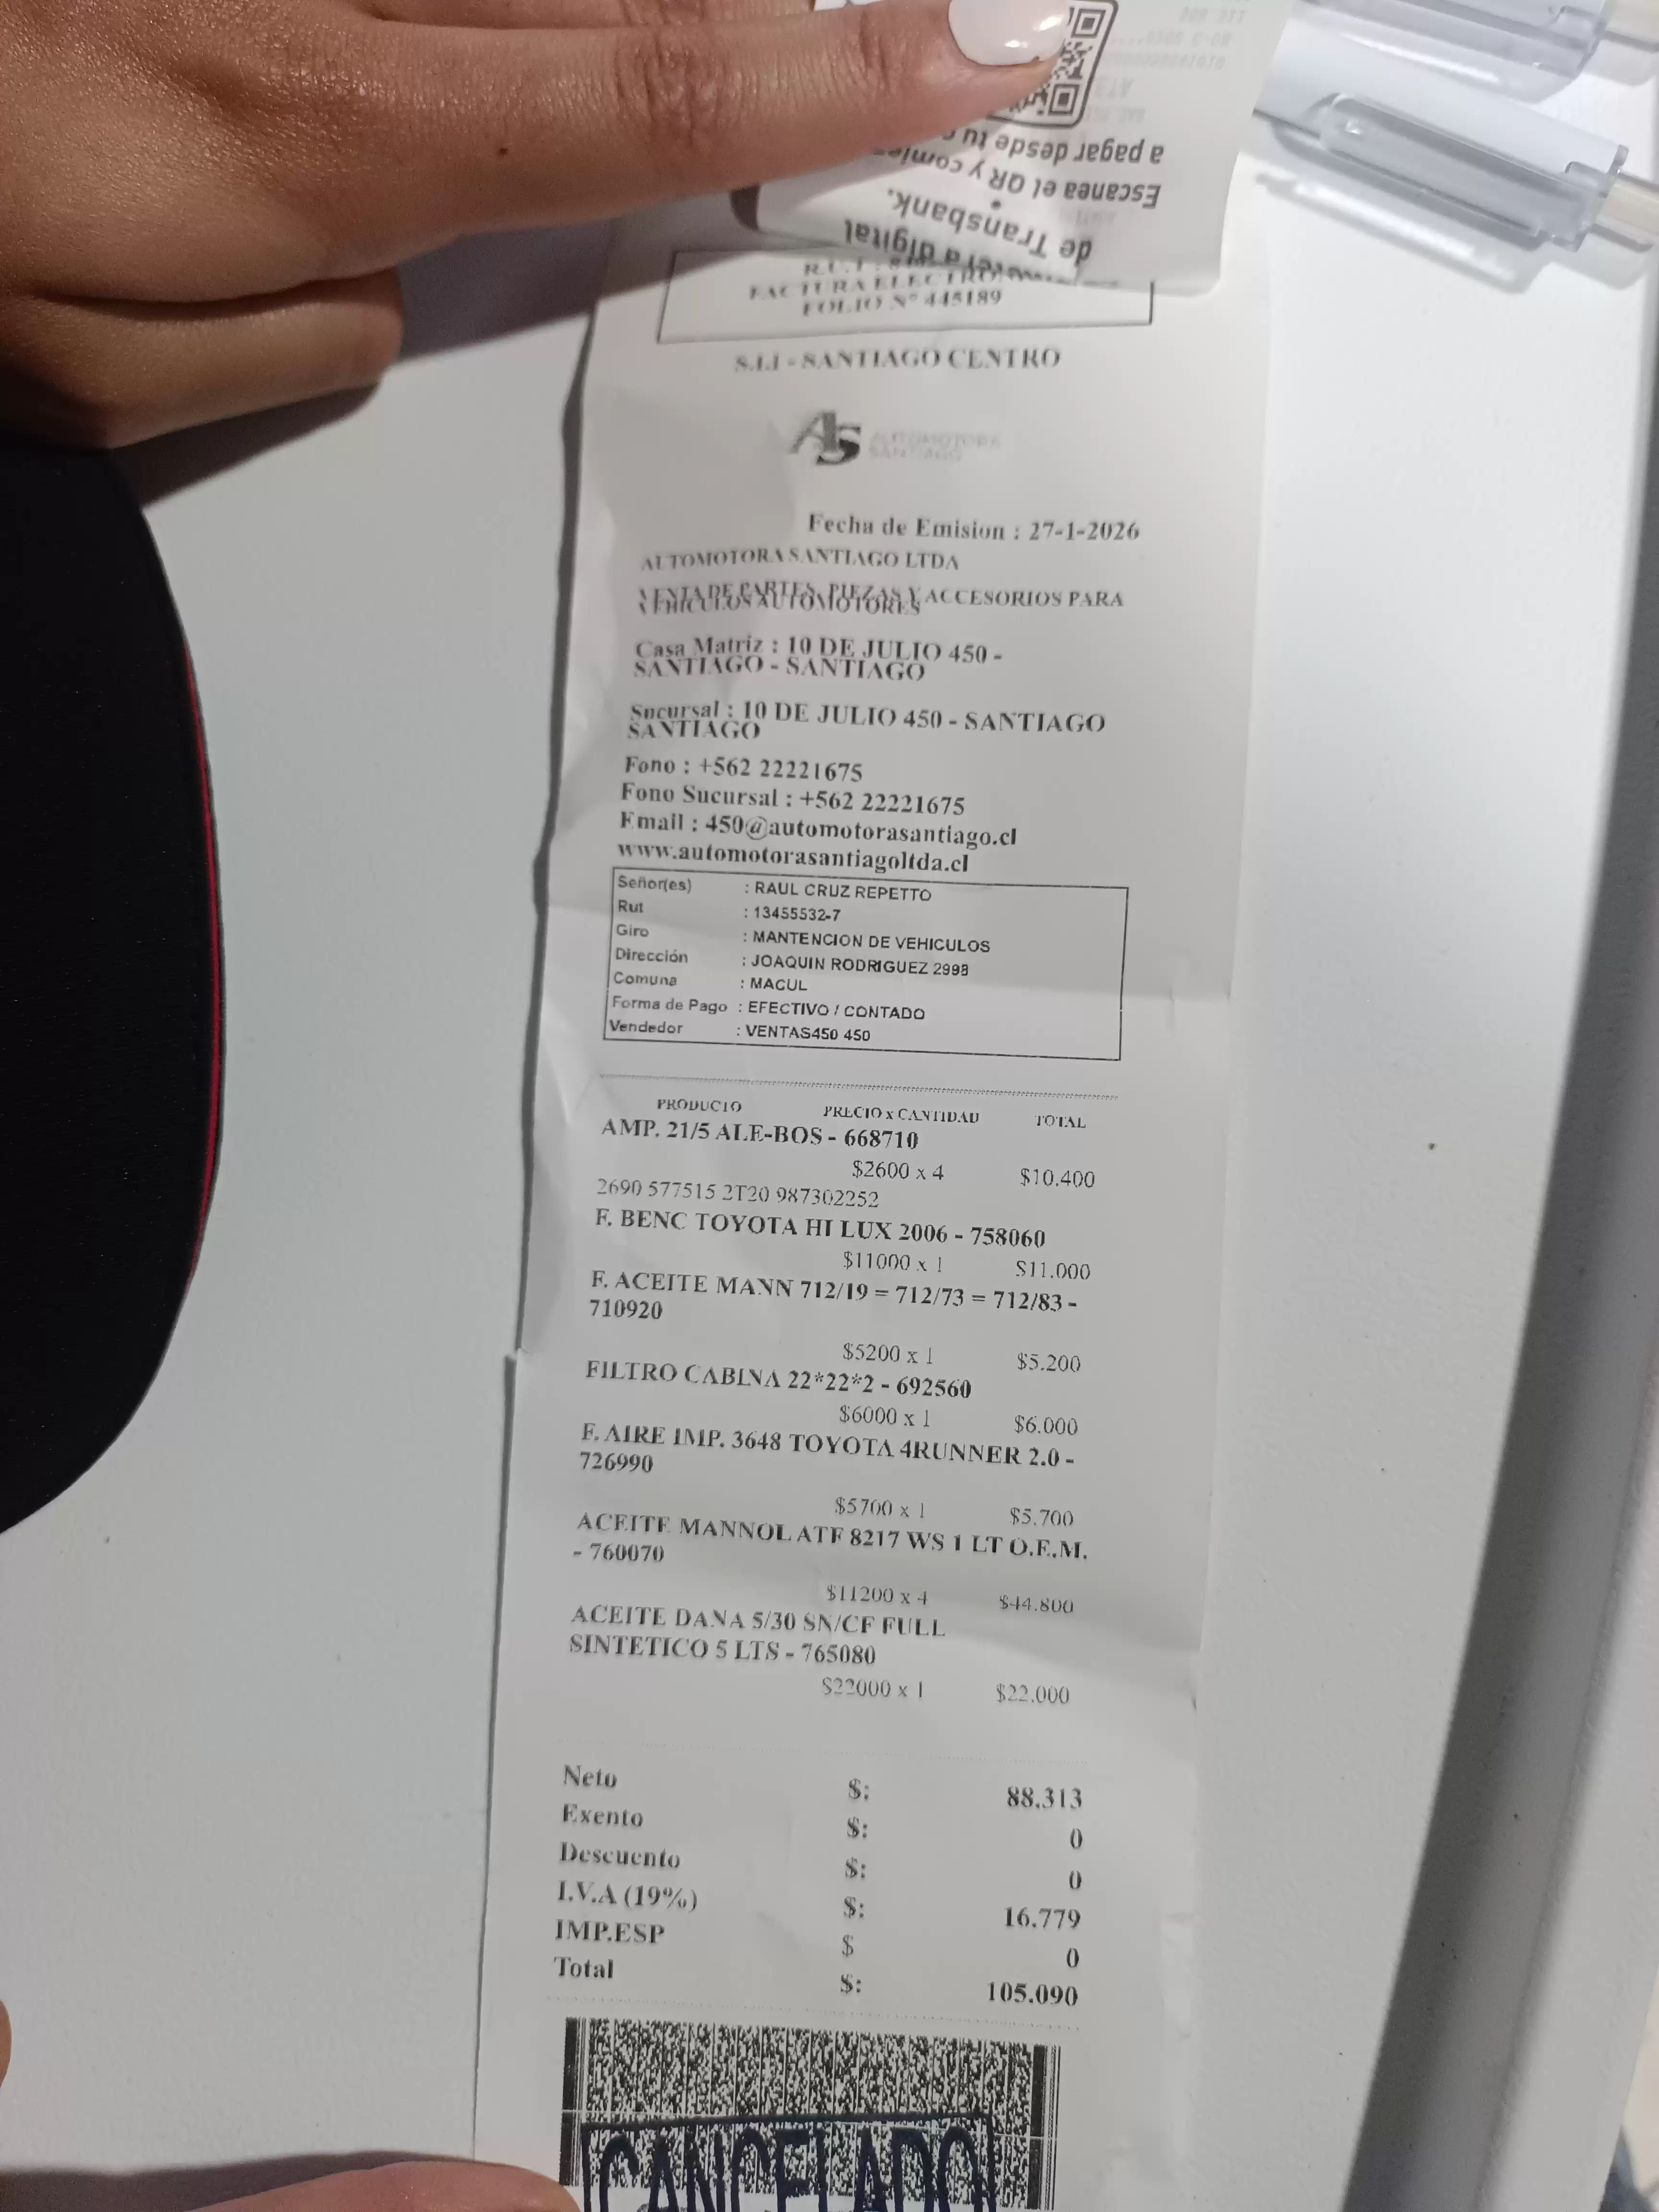 a pagar desde tu
Escanea el QR y
de Transbank.
digital
R.U.T :
FACTURA
FOLIO N° 445189
S.I.I - SANTIAGO CENTRO
AS AUTOMOTORA
SANTIAGO
Fecha de Emision : 27-1-2026
AUTOMOTORA SANTIAGO LTDA
VENTA DE PARTES, PIEZAS Y ACCESORIOS PARA
VEHICULOS AUTOMOTORES
Casa Matriz : 10 DE JULIO 450 -
SANTIAGO - SANTIAGO
Sucursal : 10 DE JULIO 450 - SANTIAGO
SANTIAGO
Fono : +562 22221675
Fono Sucursal : +562 22221675
Email : 450@automotorasantiago.cl
www.automotorasantiagoltda.cl
Señor(es) : RAUL CRUZ REPETTO
Rut : 13455532-7
Giro : MANTENCION DE VEHICULOS
Dirección : JOAQUIN RODRIGUEZ 2998
Comuna : MACUL
Forma de Pago : EFECTIVO / CONTADO
Vendedor : VENTAS450 450
PRODUCTO PRECIO x CANTIDAD TOTAL
AMP. 21/5 ALE-BOS - 668710
$2600 x 4 $10.400
2690 577515 2T20 987302252
F. BENC TOYOTA HI LUX 2006 - 758060
$11000 x 1 $11.000
F. ACEITE MANN 712/19 = 712/73 = 712/83 -
710920
$5200 x 1 $5.200
FILTRO CABINA 22*22*2 - 692560
$6000 x 1 $6.000
F. AIRE IMP. 3648 TOYOTA 4RUNNER 2.0 -
726990
$5700 x 1 $5.700
ACEITE MANNOL ATF 8217 WS 1 LT O.E.M.
- 760070
$11200 x 4 $44.800
ACEITE DANA 5/30 SN/CF FULL
SINTETICO 5 LTS - 765080
$22000 x 1 $22.000
Neto $: 88.313
Exento $: 0
Descuento $: 0
I.V.A (19%) $: 16.779
IMP.ESP $ 0
Total $: 105.090
CANCELADO